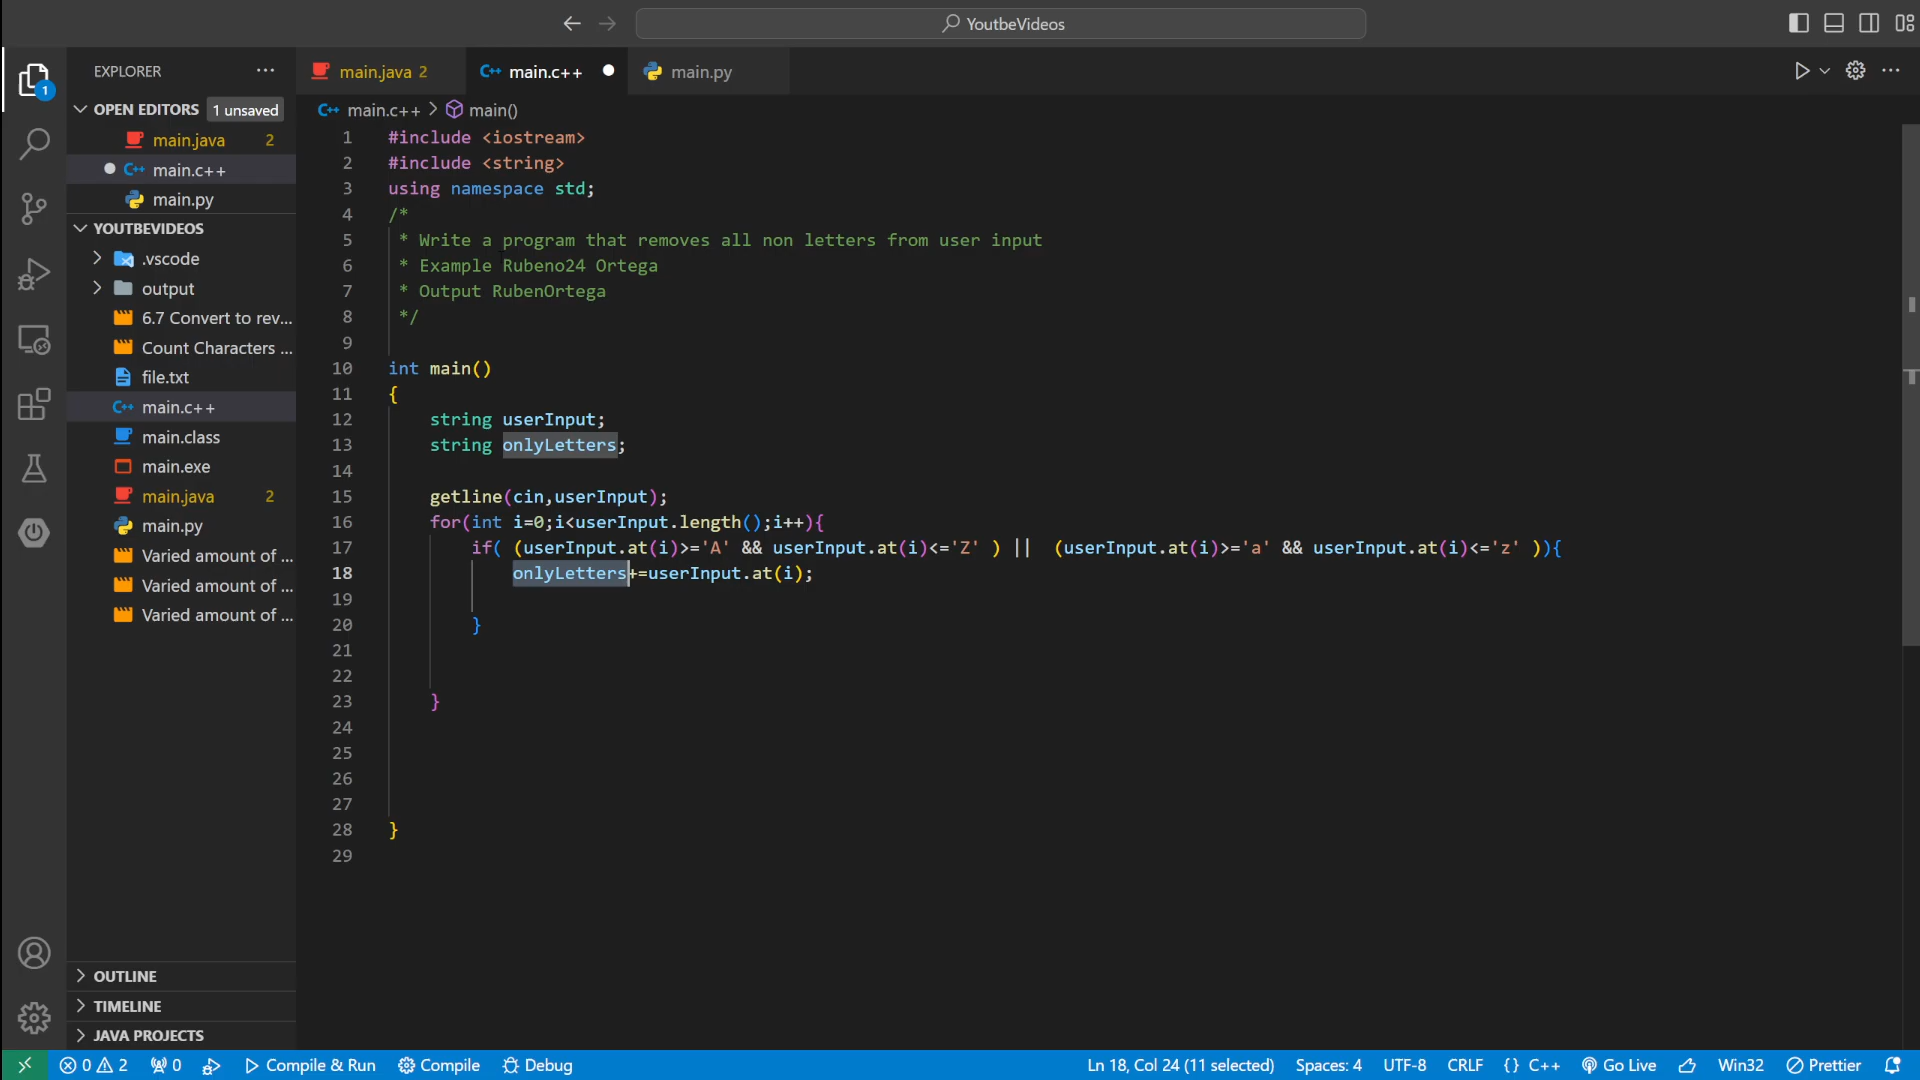 YoutbeVideos
EXPLORER
main.java 2
main.c++
main.py
OPEN EDITORS 1 unsaved
main.java 2
main.c++
main.py
YOUTBEVIDEOS
.vscode
output
6.7 Convert to rev...
Count Characters ...
file.txt
main.c++
main.class
main.exe
main.java 2
main.py
Varied amount of ...
Varied amount of ...
Varied amount of ...
OUTLINE
TIMELINE
JAVA PROJECTS
1
main.c++ > main()
1 #include <iostream>
2 #include <string>
3 using namespace std;
4 /*
5 * Write a program that removes all non letters from user input
6 * Example Rubeno24 Ortega
7 * Output RubenOrtega
8 */
9
10 int main()
11 {
12 string userInput;
13 string onlyLetters;
14
15 getline(cin,userInput);
16 for(int i=0;i<userInput.length();i++){
17 if( (userInput.at(i)>='A' && userInput.at(i)<='Z' ) || (userInput.at(i)>='a' && userInput.at(i)<='z' )){
18 onlyLetters+=userInput.at(i);
19
20 }
21
22
23 }
24
25
26
27
28 }
29
0 2 0 Compile & Run Compile Debug Ln 18, Col 24 (11 selected) Spaces: 4 UTF-8 CRLF {} C++ Go Live Win32 Prettier